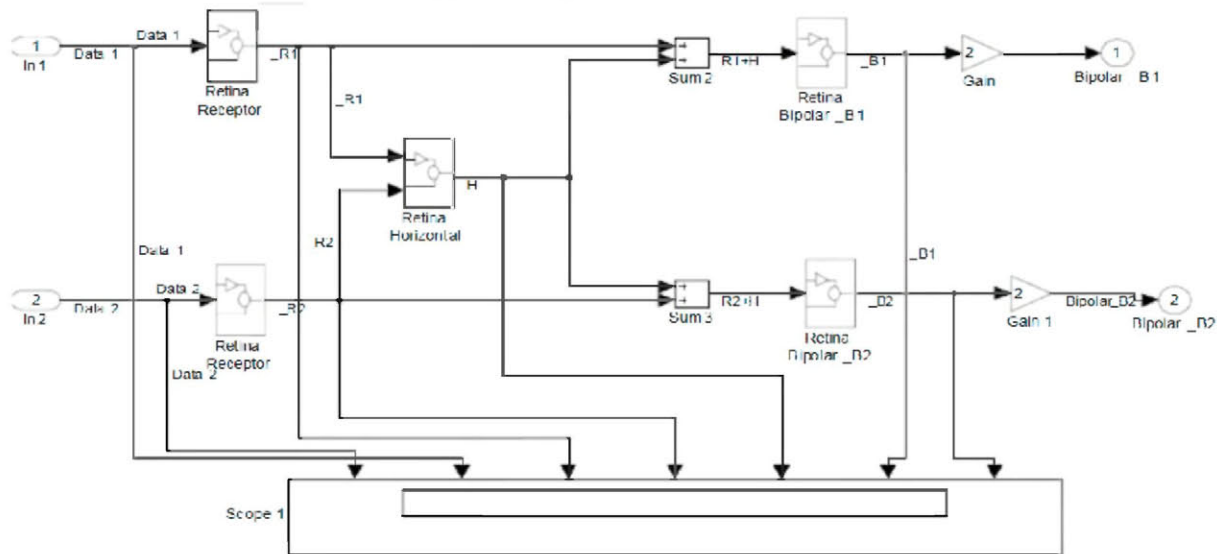 1
In 1
Data 1
Data 1
Retina
Receptor
_R1
_R1
Retina
Horizontal
H
R2
+
+
Sum 2
R1+H
Retina
Bipolar _B1
_B1
2
Gain
1
Bipolar _B1
Data 1
2
In 2
Data 2
Data 2
Retina
Receptor
_R2
Data 2
+
+
Sum 3
R2+H
Retina
Bipolar _B2
_B1
_B2
2
Gain 1
Bipolar_B2
2
Bipolar _B2
Scope 1